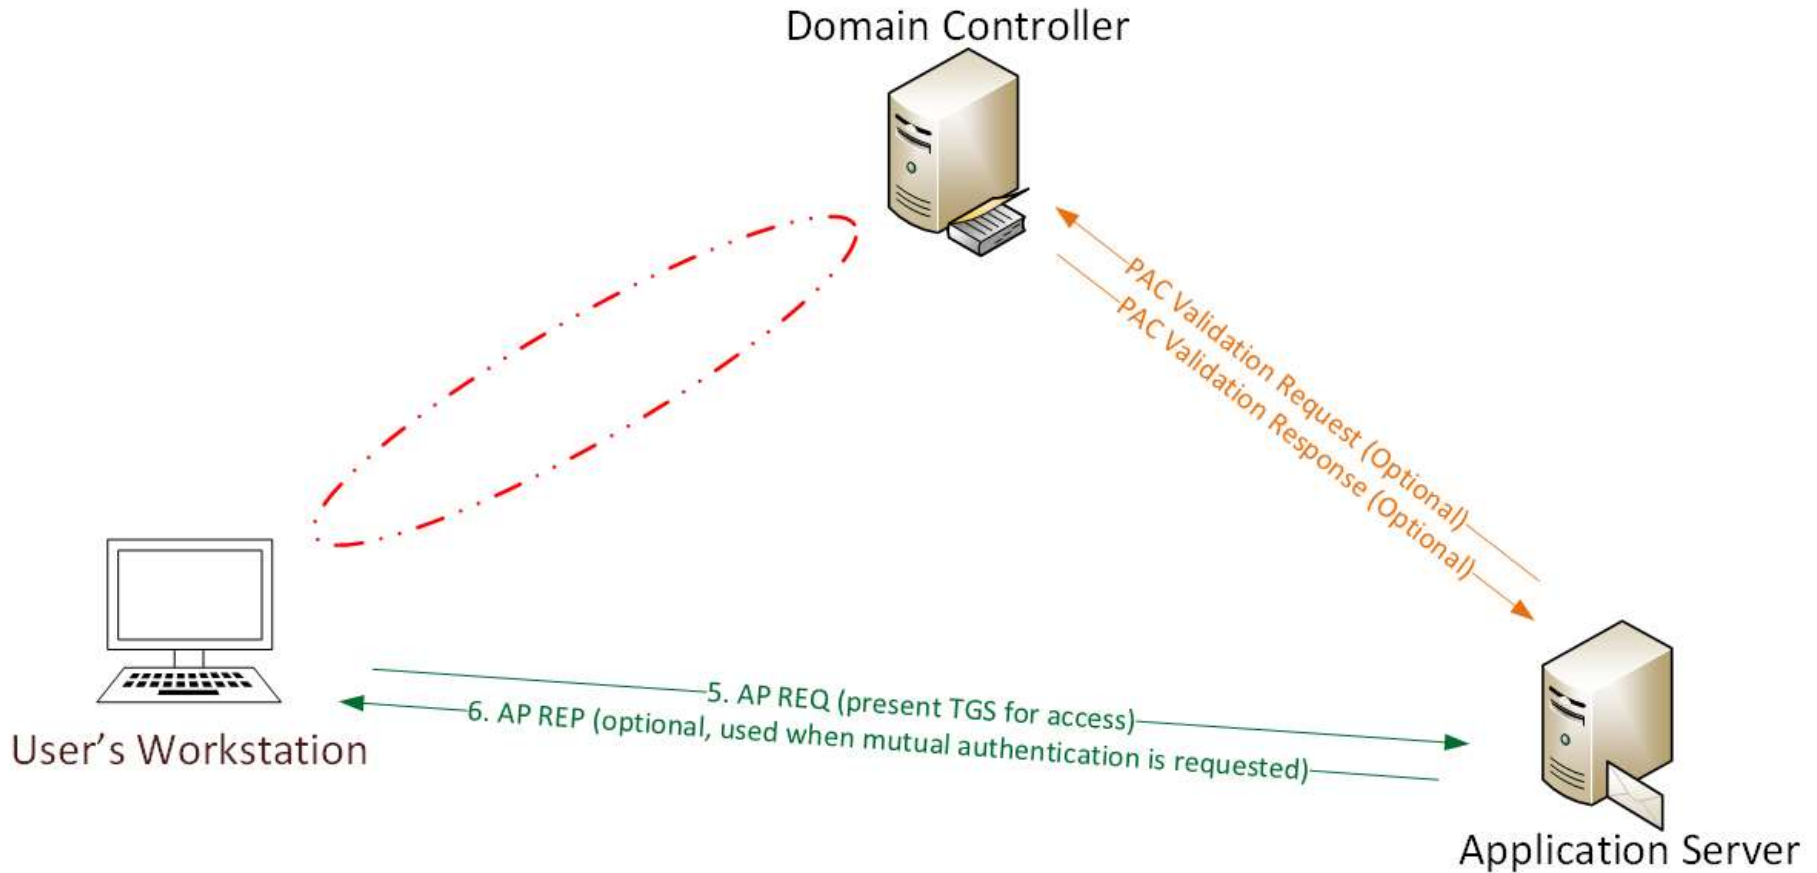 Domain Controller
PAC Validation Request (Optional)
PAC Validation Response (Optional)
5. AP REQ (present TGS for access)
6. AP REP (optional, used when mutual authentication is requested)
User’s Workstation
Application Server